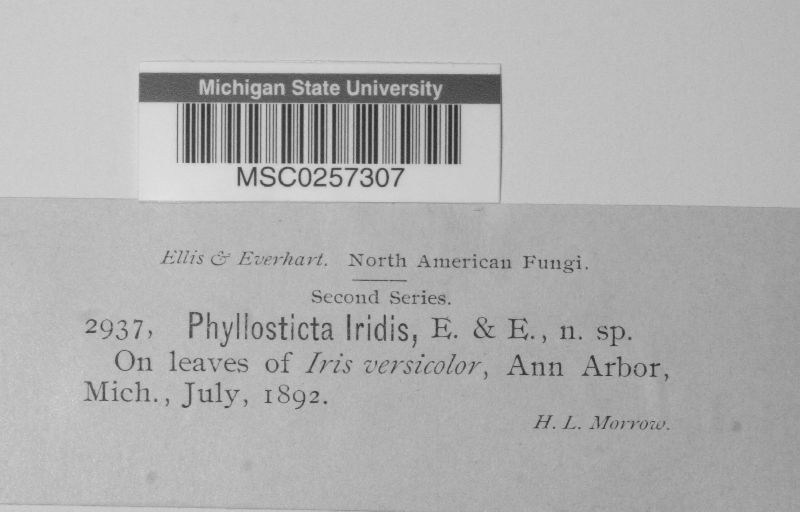 Michigan State University
MSC0257307
Ellis & Everhart. North American Fungi.
Second Series.
2937, Phyllosticta Iridis, E. & E., n. sp.
On leaves of Iris versicolor, Ann Arbor,
Mich., July, 1892.
H. L. Morrow.